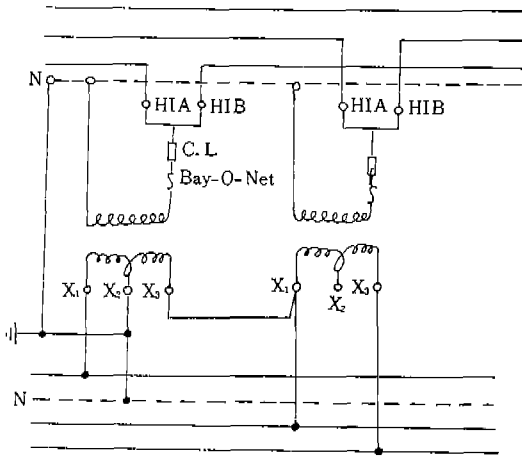 N
HIA HIB HIA HIB
C. L.
Bay-O-Net
X₁ X₂ X₃ X₁ X₂ X₃
N